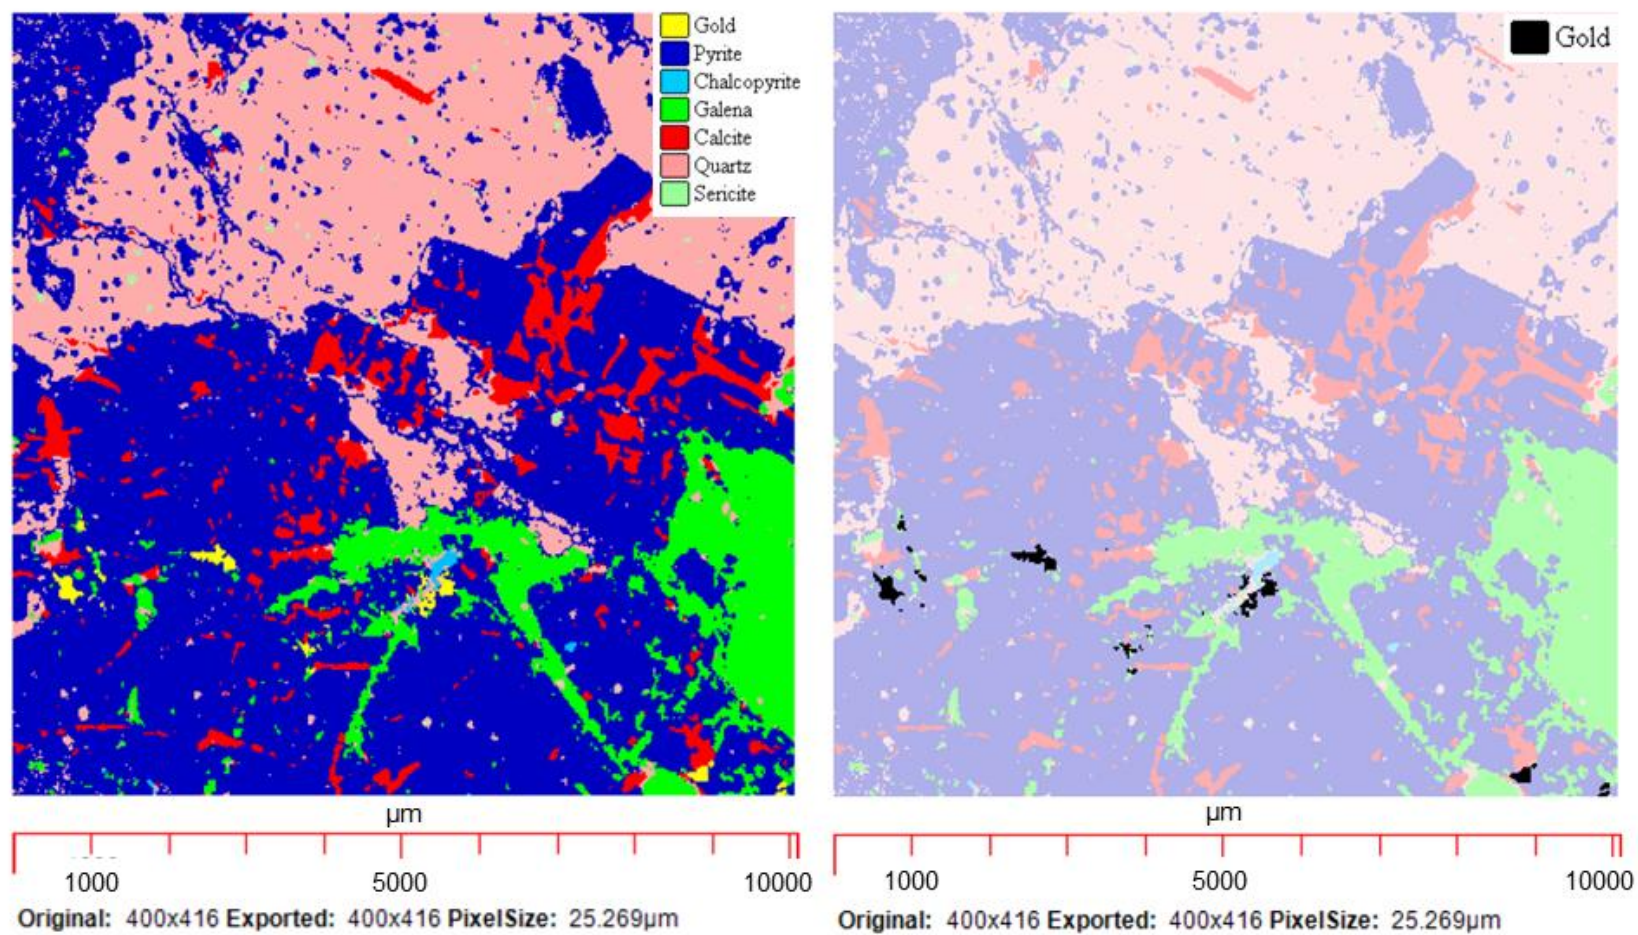 Gold
Pyrite
Chalcopyrite
Galena
Calcite
Quartz
Sericite
Gold
µm
1000 5000 10000
Original: 400x416 Exported: 400x416 PixelSize: 25.269µm
µm
1000 5000 10000
Original: 400x416 Exported: 400x416 PixelSize: 25.269µm